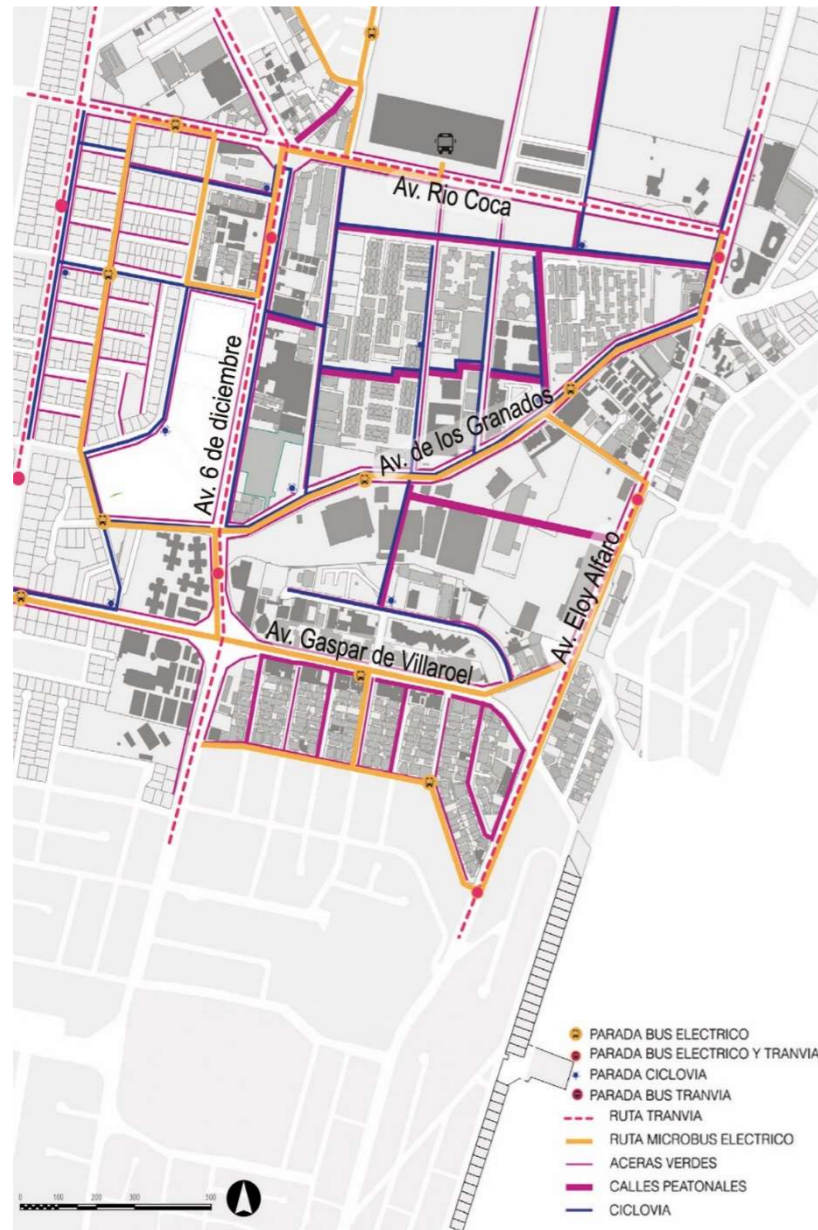 Av. Rio Coca
Av. 6 de diciembre
Av. de los Granados
Av. Eloy Alfaro
Av. Gaspar de Villaroel
PARADA BUS ELECTRICO
PARADA BUS ELECTRICO Y TRANVIA
PARADA CICLOVIA
PARADA BUS TRANVIA
RUTA TRANVIA
RUTA MICROBUS ELECTRICO
ACERAS VERDES
CALLES PEATONALES
CICLOVIA
0 100 200 300 500